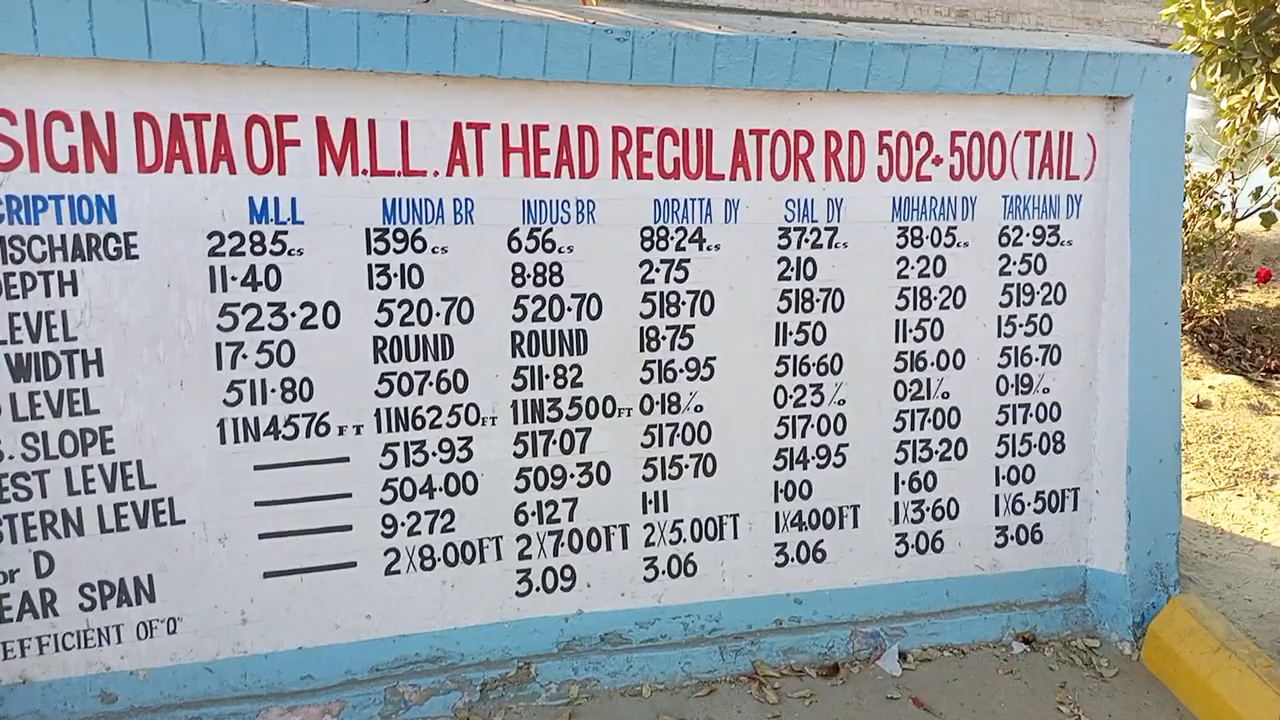 SIGN DATA OF M.L.L. AT HEAD REGULATOR RD 502+500 (TAIL)
CRIPTION M.L.L MUNDA BR INDUS BR DORATTA DY SIAL DY MOHARAN DY TARKHANI DY
ISCHARGE 2285cs 1396cs 656cs 88.24cs 37.27cs 38.05cs 62.93cs
EPTH 11.40 13.10 8.88 2.75 2.10 2.20 2.50
LEVEL 523.20 520.70 520.70 518.70 518.70 518.20 519.20
WIDTH 17.50 ROUND ROUND 18.75 11.50 11.50 15.50
LEVEL 511.80 507.60 511.82 516.95 516.60 516.00 516.70
S. SLOPE 1IN4576 FT 1IN6250FT 1IN3500FT 0.18% 0.23% 021% 0.19%
EST LEVEL 513.93 517.07 517.00 517.00 517.00 517.00
STERN LEVEL 504.00 509.30 515.70 514.95 513.20 515.08
or D 9.272 6.127 1.11 1.00 1.60 1.00
EAR SPAN 2X8.00FT 2X7.00FT 2X5.00FT 1X4.00FT 1X3.60 1X6.50FT
EFFICIENT OF "Q" 3.09 3.06 3.06 3.06 3.06